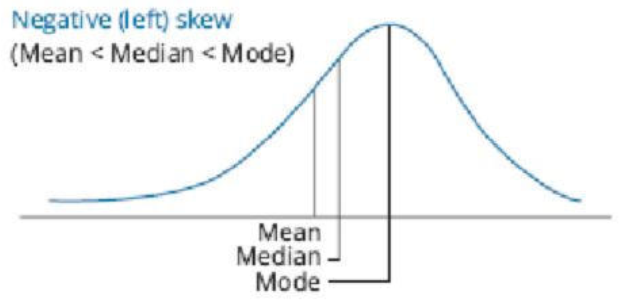 Negative (left) skew
(Mean < Median < Mode)
Mean
Median
Mode